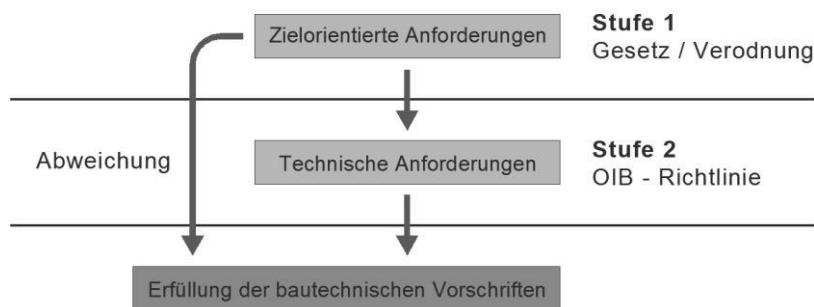 Zielorientierte Anforderungen
Stufe 1
Gesetz / Verodnung
Abweichung
Technische Anforderungen
Stufe 2
OIB - Richtlinie
Erfüllung der bautechnischen Vorschriften